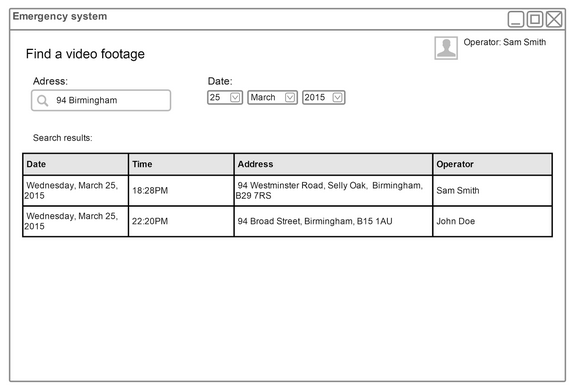 Emergency system
Operator: Sam Smith
Find a video footage
Adress:
Date:
94 Birmingham
25
March
2015
Search results:
Date
Time
Address
Operator
Wednesday, March 25,
2015
18:28PM
94 Westminster Road, Selly Oak, Birmingham,
B29 7RS
Sam Smith
Wednesday, March 25,
2015
22:20PM
94 Broad Street, Birmingham, B15 1AU
John Doe